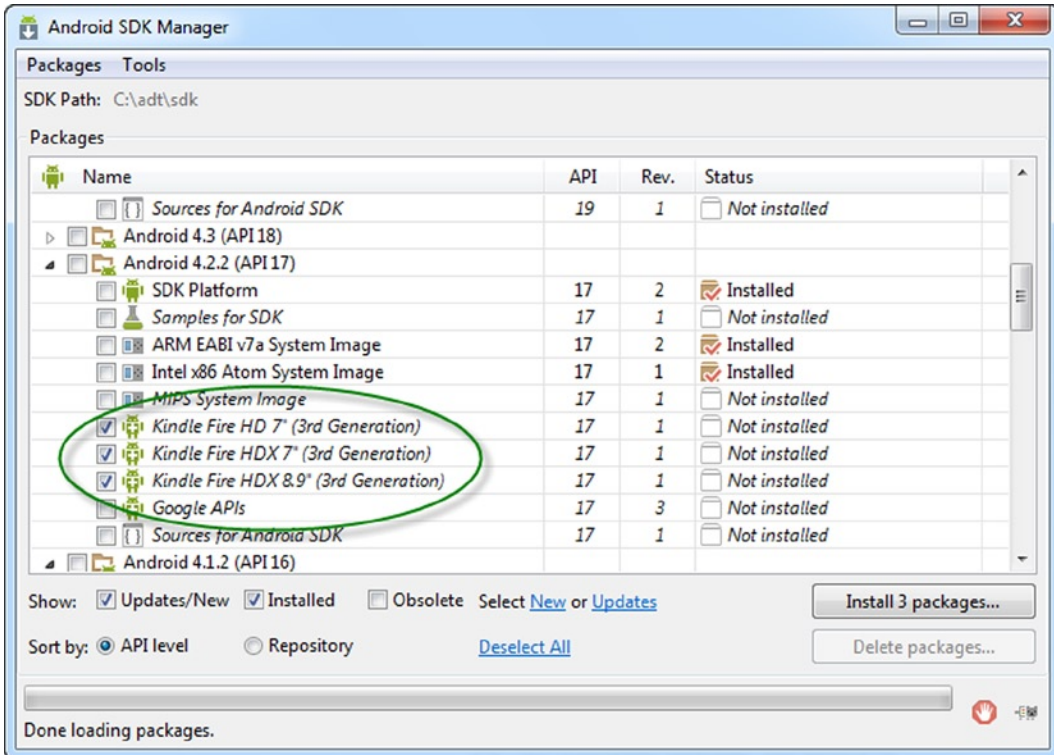 Android SDK Manager
Packages Tools
SDK Path: C:\adt\sdk
Packages
Name API Rev. Status
Sources for Android SDK 19 1 Not installed
Android 4.3 (API 18)
Android 4.2.2 (API 17)
SDK Platform 17 2 Installed
Samples for SDK 17 1 Not installed
ARM EABI v7a System Image 17 2 Installed
Intel x86 Atom System Image 17 1 Installed
MIPS System Image 17 1 Not installed
Kindle Fire HD 7" (3rd Generation) 17 1 Not installed
Kindle Fire HDX 7" (3rd Generation) 17 1 Not installed
Kindle Fire HDX 8.9" (3rd Generation) 17 1 Not installed
Google APIs 17 3 Not installed
Sources for Android SDK 17 1 Not installed
Android 4.1.2 (API 16)
Show: Updates/New Installed Obsolete Select New or Updates Install 3 packages...
Sort by: API level Repository Deselect All Delete packages...
Done loading packages.